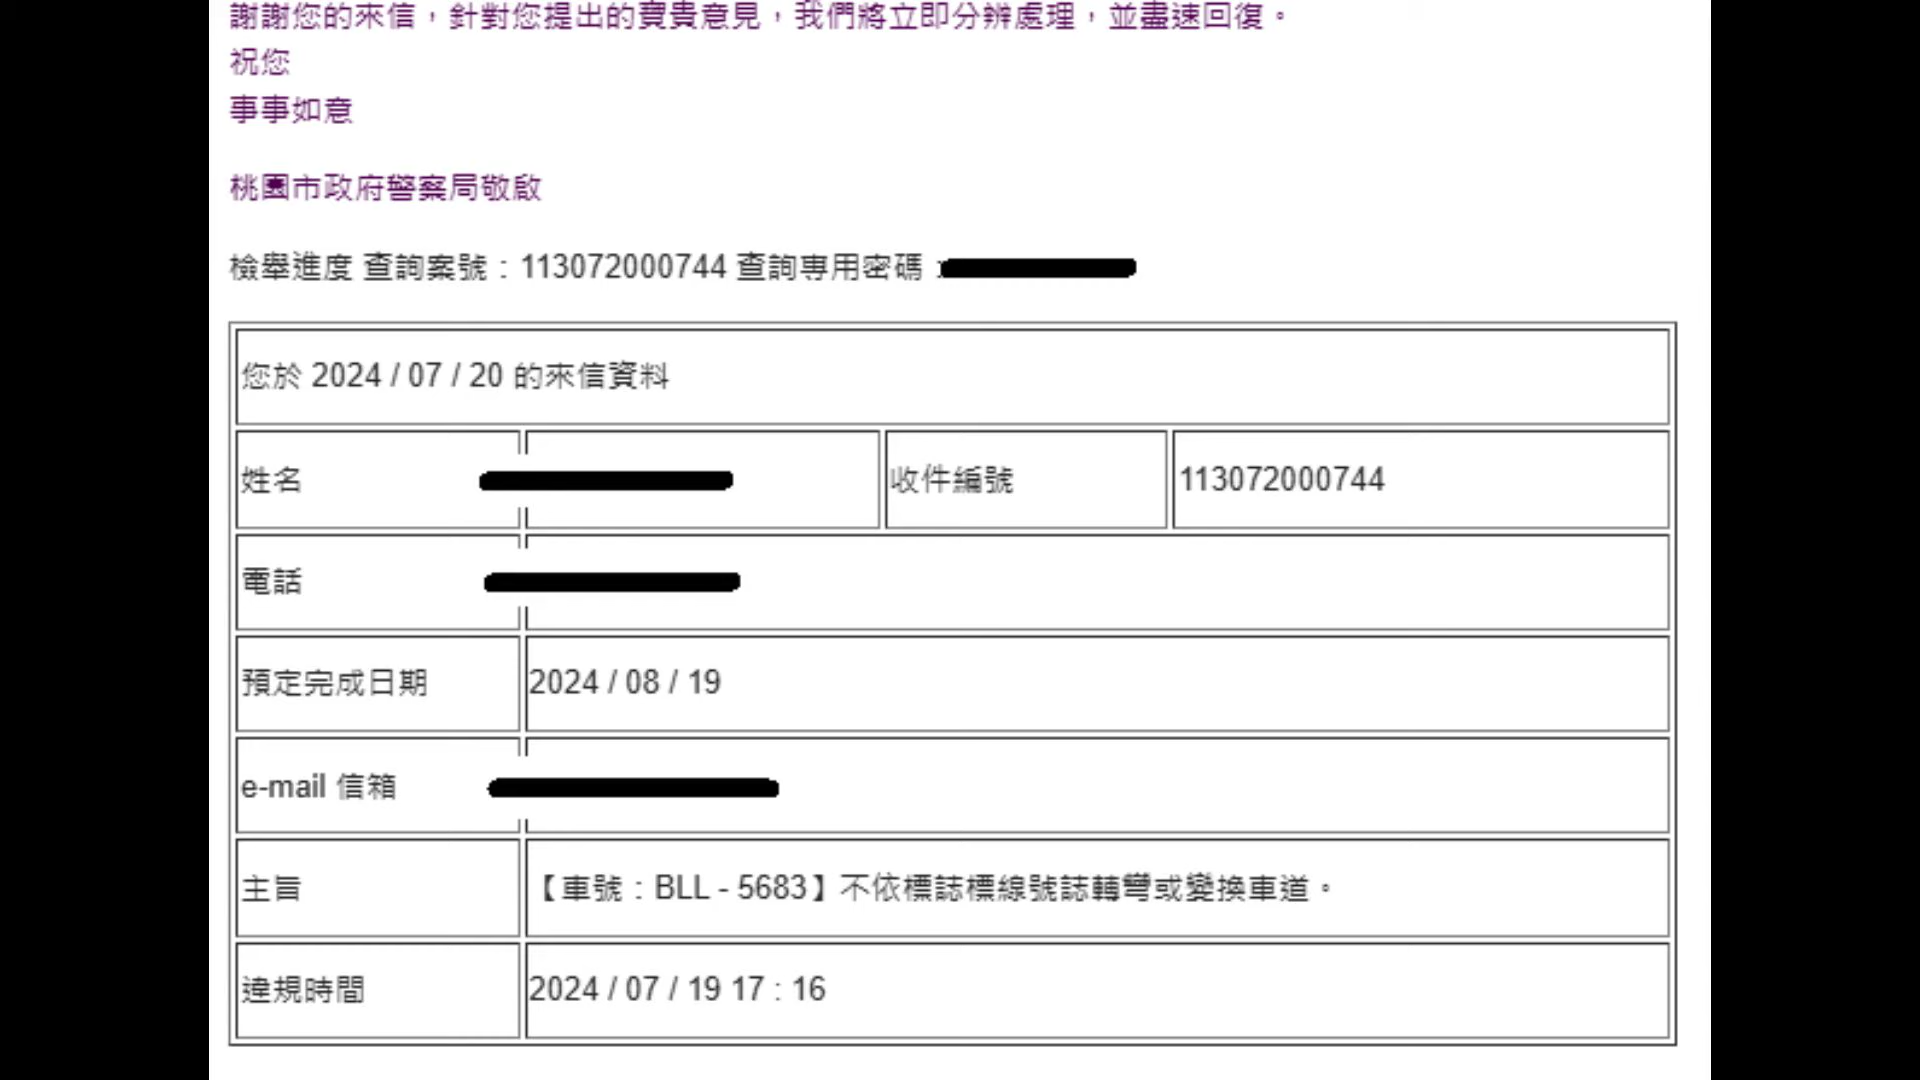 謝謝您的來信，針對您提出的寶貴意見，我們將立即分辨處理，並盡速回復。
祝您
事事如意
桃園市政府警察局敬啟
檢舉進度 查詢案號：113072000744 查詢專用密碼：
您於 2024 / 07 / 20 的來信資料
姓名 收件編號 113072000744
電話
預定完成日期 2024 / 08 / 19
e-mail 信箱
主旨 【車號：BLL - 5683】不依標誌標線號誌轉彎或變換車道。
違規時間 2024 / 07 / 19 17 : 16